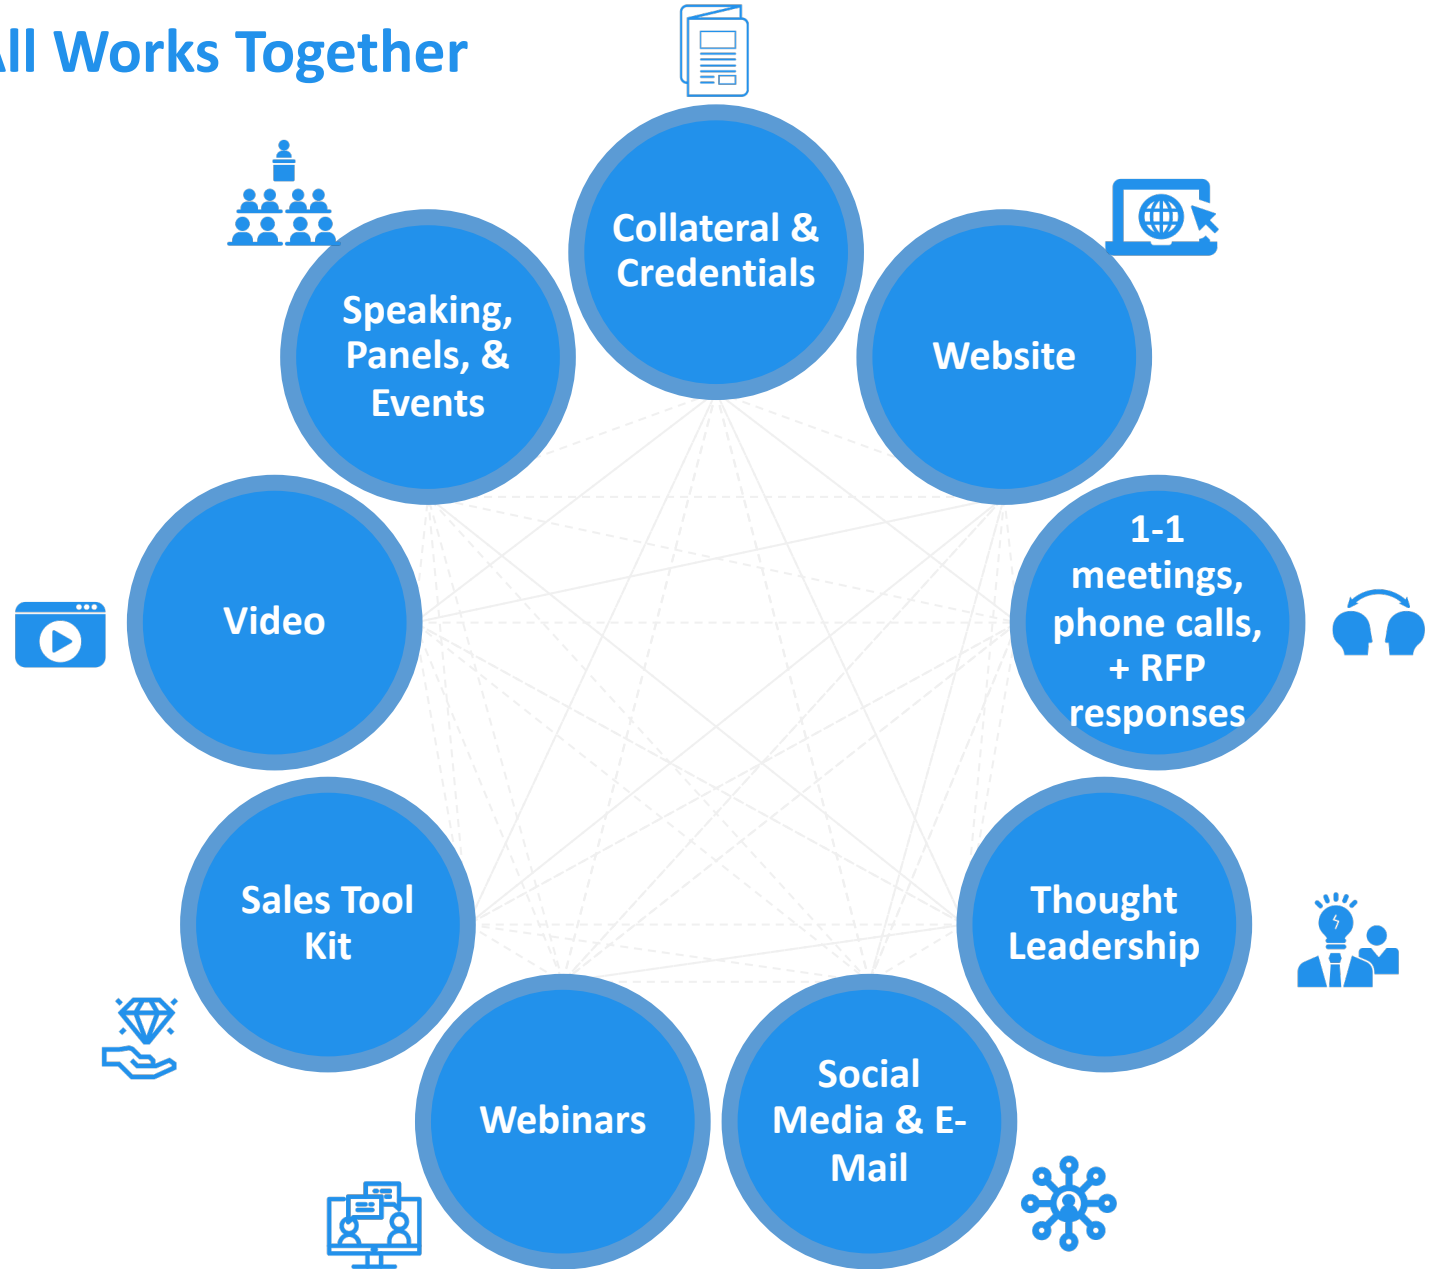 All Works Together
Collateral &
Credentials
Website
1-1
meetings,
phone calls,
+ RFP
responses
Thought
Leadership
Social
Media & E-
Mail
Webinars
Sales Tool
Kit
Video
Speaking,
Panels, &
Events